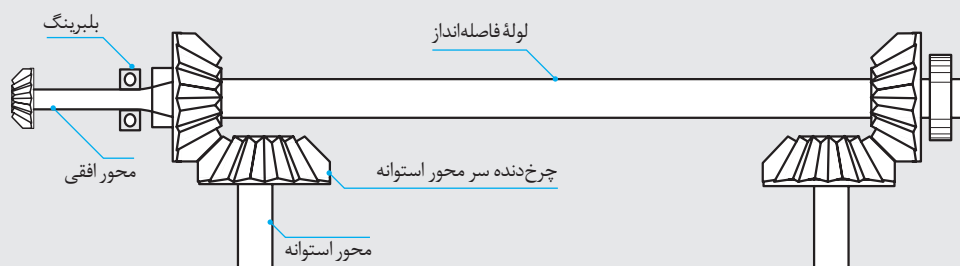 بلبرینگ
لولهٔ فاصله‌انداز
محور افقی
چرخ‌دنده سر محور استوانه
محور استوانه